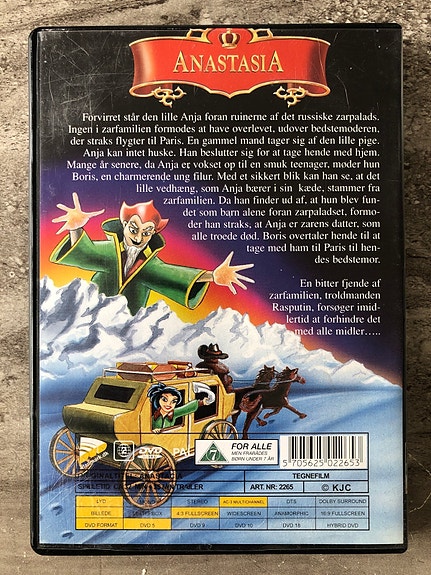 ANASTASIA
Forvirret står den lille Anja foran ruinerne af det russiske zarpalads.
Ingen i zarfamilien formodes at have overlevet, udover bedstemoderen,
der straks flygter til Paris. En gammel mand tager sig af den lille pige.
Anja kan intet huske. Han beslutter sig for at tage hende med hjem.
Mange år senere, da Anja er vokset op til en smuk teenager, møder hun
Boris, en charmerende ung filur. Med et sikkert blik kan han se, at det
lille vedhæng, som Anja bærer i sin kæde, stammer fra
zarfamilien. Da han finder ud af, at hun blev fun-
det som barn alene foran zarpaladset, formo-
der han straks, at Anja er zarens datter, som
alle troede død. Boris overtaler hende til at
tage med ham til Paris til hen-
des bedstemor.
En bitter fjende af
zarfamilien, troldmanden
Rasputin, forsøger imid-
lertid at forhindre det
med alle midler.....
2
DVD
PAL
7
FOR ALLE
MEN FRARÅDES
BØRN UNDER 7 ÅR
5 705625 022653
TEGNEFILM
SPILLETID
ART. NR: 2265
© KJC
LYD
STEREO
AC-3 MULTICHANNEL
DTS
DOLBY SURROUND
BILLEDE
4:3 FULLSCREEN
WIDESCREEN
ANAMORPHIC
16:9 FULLSCREEN
DVD FORMAT
DVD 5
DVD 9
DVD 10
DVD 18
HYBRID DVD